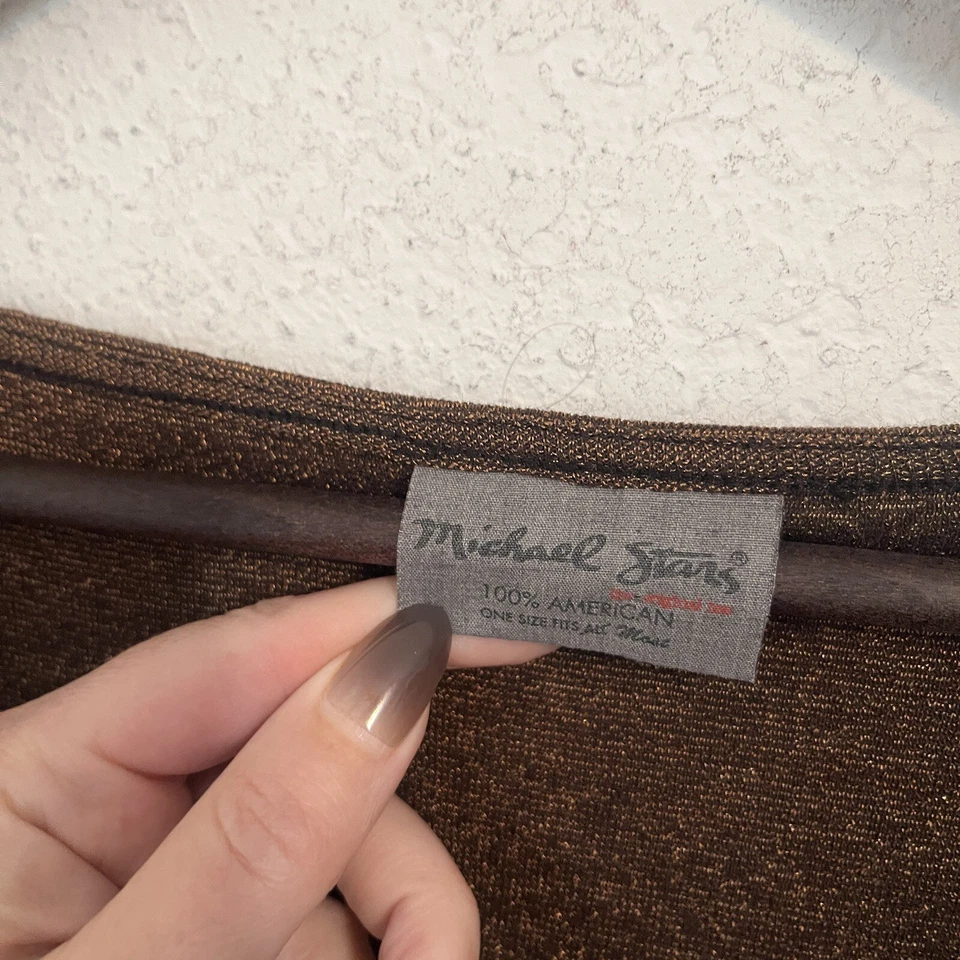 Michael Stars®
100% AMERICAN
ONE SIZE FITS All Most